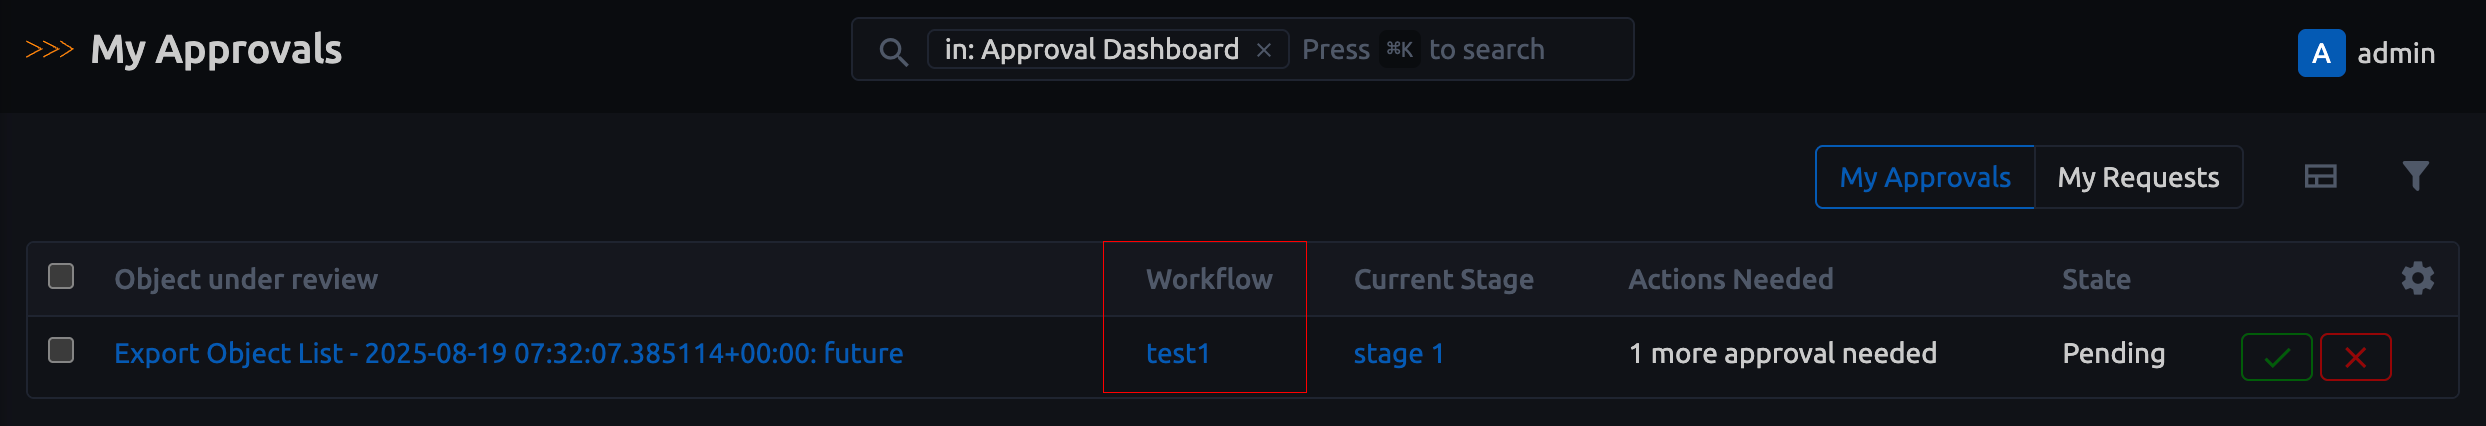 >>> My Approvals
in: Approval Dashboard × Press ⌘K to search
A admin
My Approvals My Requests
Object under review Workflow Current Stage Actions Needed State
Export Object List - 2025-08-19 07:32:07.385114+00:00: future test1 stage 1 1 more approval needed Pending